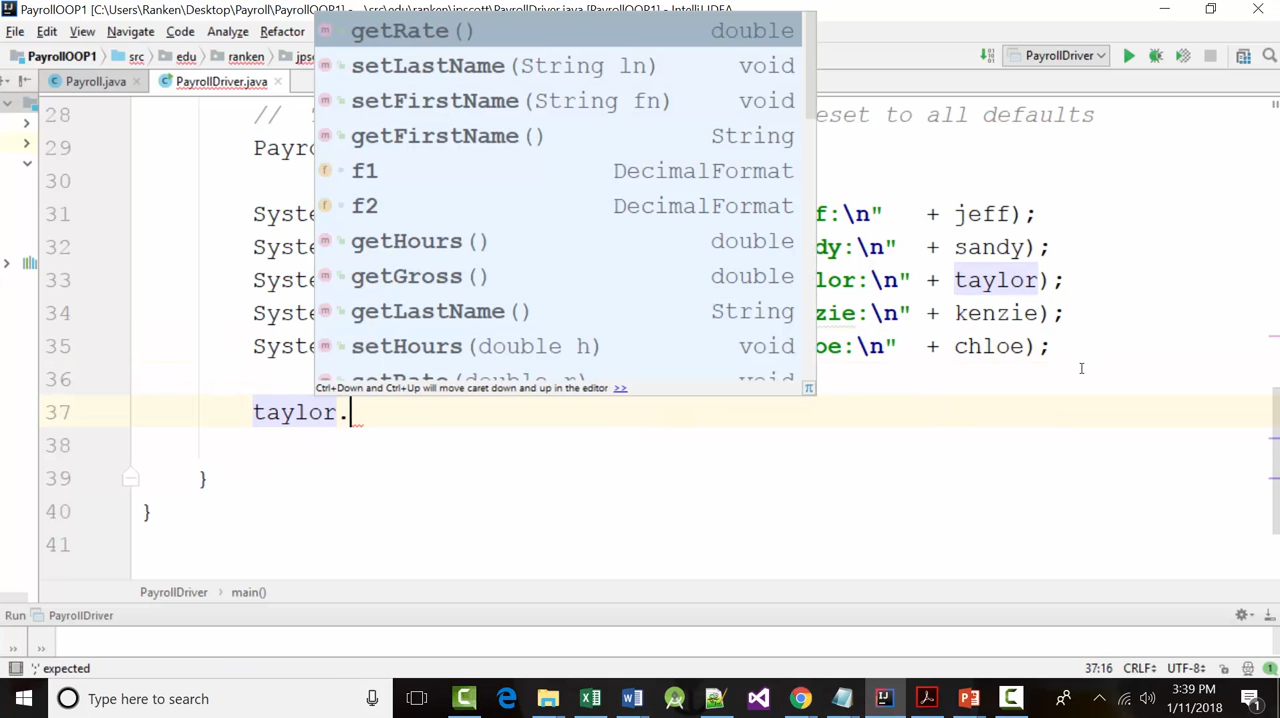 PayrollOOP1 [C:\Users\Ranken\Desktop\Payroll\PayrollOOP1] - ...\src\edu\ranken\jpscott\PayrollDriver.java [PayrollOOP1] - IntelliJ IDEA
File Edit View Navigate Code Analyze Refactor
PayrollOOP1 src edu ranken jpsc PayrollDriver
Payroll.java PayrollDriver.java
getRate() double
setLastName(String ln) void
setFirstName(String fn) void
getFirstName() String
f1 DecimalFormat
f2 DecimalFormat
getHours() double
getGross() double
getLastName() String
setHours(double h) void
setRate(double r) void
Ctrl+Down and Ctrl+Up will move caret down and up in the editor >> π
28 // eset to all defaults
29 Payro
30
31 Syste f:\n" + jeff);
32 Syste dy:\n" + sandy);
33 Syste lor:\n" + taylor);
34 Syste zie:\n" + kenzie);
35 Syste oe:\n" + chloe);
36
37 taylor.
38
39 }
40 }
41
PayrollDriver › main()
Run PayrollDriver
>> >>
';' expected 37:16 CRLF UTF-8 1
Type here to search
3:39 PM
1/11/2018
1